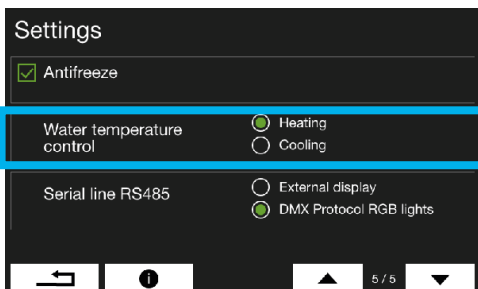 Settings
Antifreeze
Water temperature
control
Heating
Cooling
Serial line RS485
External display
DMX Protocol RGB lights
i
5/5